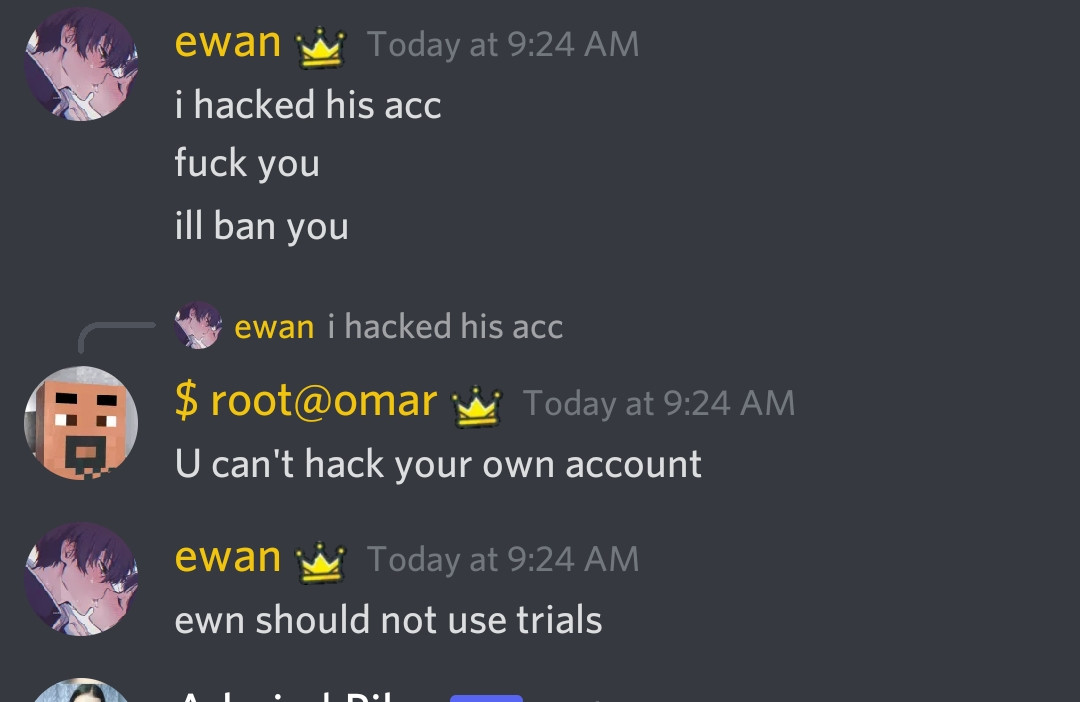 ewan Today at 9:24 AM
i hacked his acc
fuck you
ill ban you
ewan i hacked his acc
$ root@omar Today at 9:24 AM
U can't hack your own account
ewan Today at 9:24 AM
ewn should not use trials